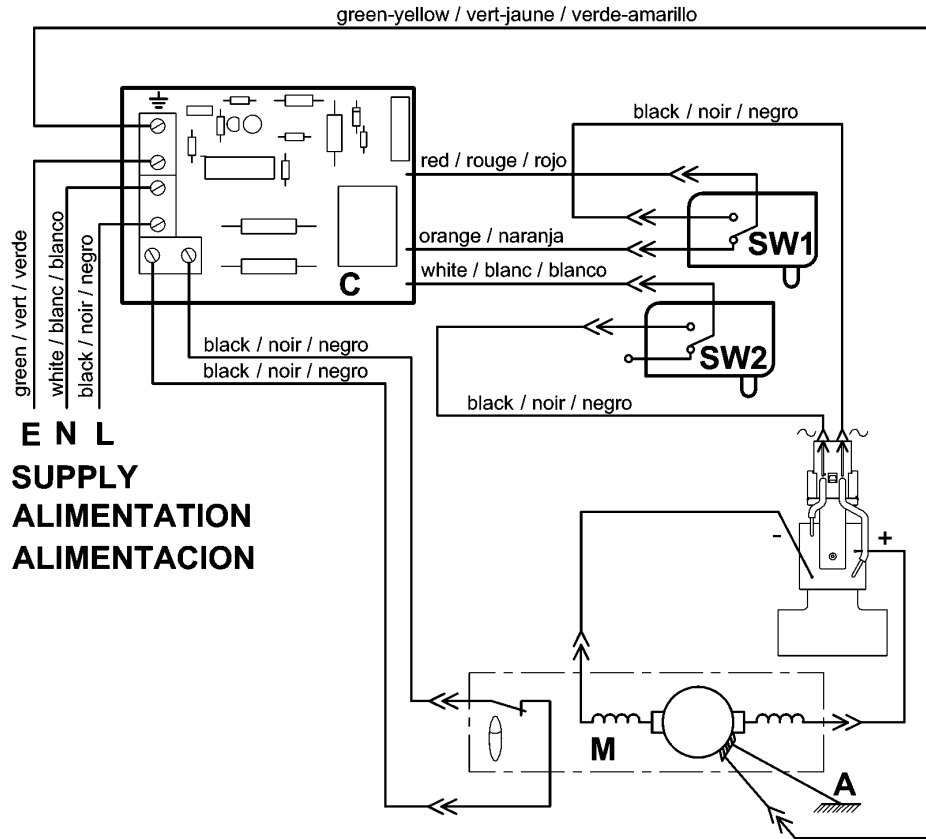 green-yellow / vert-jaune / verde-amarillo
black / noir / negro
red / rouge / rojo
SW1
orange / naranja
white / blanc / blanco
C
SW2
green / vert / verde
white / blanc / blanco
black / noir / negro
black / noir / negro
black / noir / negro
black / noir / negro
E N L
SUPPLY
ALIMENTATION
ALIMENTACION
- +
M
A